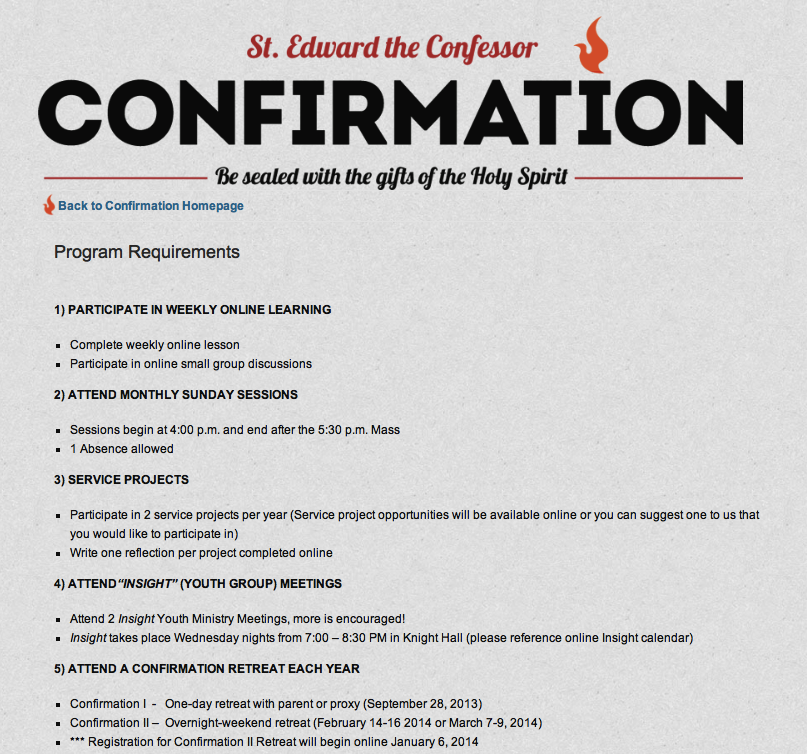 St. Edward the Confessor
CONFIRMATION
Be sealed with the gifts of the Holy Spirit
Back to Confirmation Homepage
Program Requirements
1) PARTICIPATE IN WEEKLY ONLINE LEARNING
▪ Complete weekly online lesson
▪ Participate in online small group discussions
2) ATTEND MONTHLY SUNDAY SESSIONS
▪ Sessions begin at 4:00 p.m. and end after the 5:30 p.m. Mass
▪ 1 Absence allowed
3) SERVICE PROJECTS
▪ Participate in 2 service projects per year (Service project opportunities will be available online or you can suggest one to us that
you would like to participate in)
▪ Write one reflection per project completed online
4) ATTEND“INSIGHT” (YOUTH GROUP) MEETINGS
▪ Attend 2 Insight Youth Ministry Meetings, more is encouraged!
▪ Insight takes place Wednesday nights from 7:00 – 8:30 PM in Knight Hall (please reference online Insight calendar)
5) ATTEND A CONFIRMATION RETREAT EACH YEAR
▪ Confirmation I - One-day retreat with parent or proxy (September 28, 2013)
▪ Confirmation II – Overnight-weekend retreat (February 14-16 2014 or March 7-9, 2014)
▪ *** Registration for Confirmation II Retreat will begin online January 6, 2014